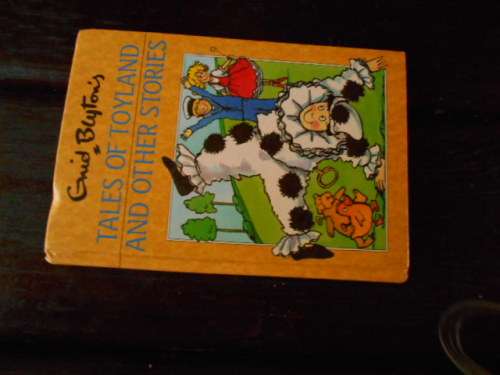 Enid Blyton's
TALES OF TOYLAND
AND OTHER STORIES